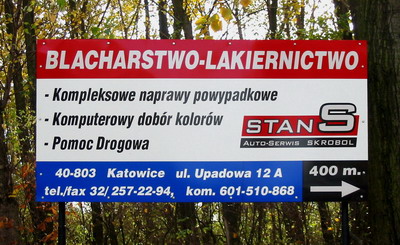 BLACHARSTWO-LAKIERNICTWO
- Kompleksowe naprawy powypadkowe
- Komputerowy dobór kolorów
- Pomoc Drogowa
STANS
AUTO-SERWIS SKROBOL
40-803 Katowice ul. Upadowa 12 A
tel./fax 32/ 257-22-94, kom. 601-510-868
400 m.